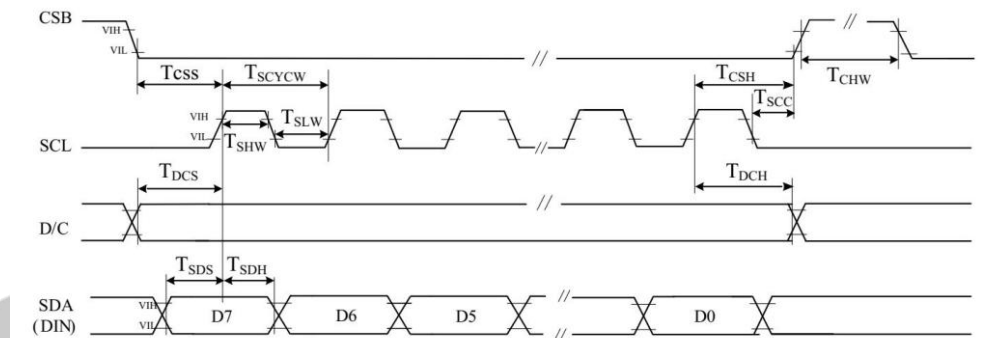 CSB
VIH
VIL
Tcss
TSCYCW
TCSH
TCHW
TSCC
VIH
TSLW
VIL
TSHW
SCL
TDCS
TDCH
D/C
TSDS
TSDH
SDA
(DIN)
VIH
VIL
D7
D6
D5
D0